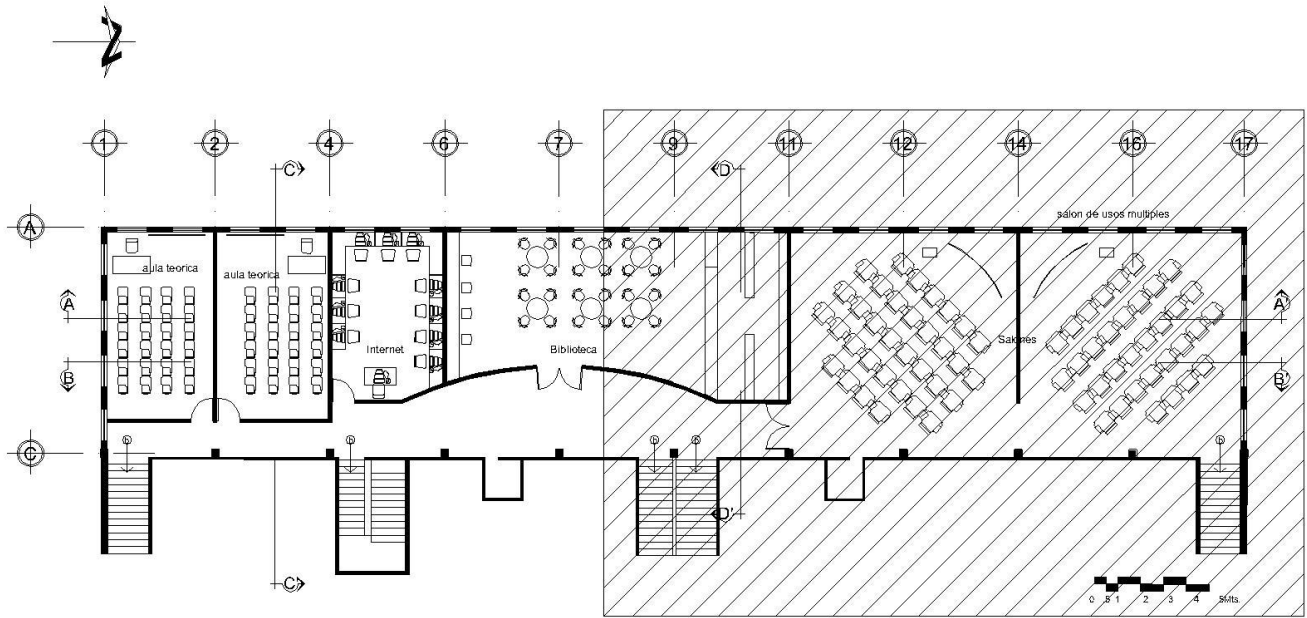 N
1 2 4 6 7 9 11 12 14 16 17
C D
salon de usos multiples
A
aula teorica
aula teorica
A A'
Salones
Internet Biblioteca
B B'
C
D'
C'
0 .5 1 2 3 4 5Mts.